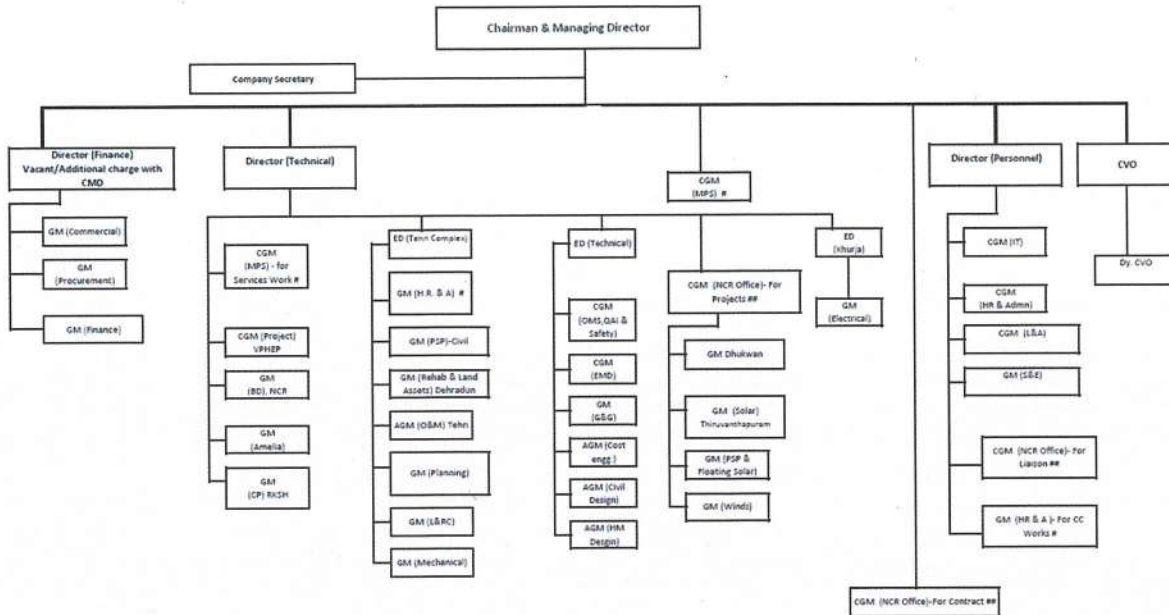 Chairman & Managing Director
Company Secretary
Director (Finance)
Vacant/Additional charge with
CMD
GM (Commercial)
GM
(Procurement)
GM (Finance)
Director (Technical)
CGM
(MPS) - for
Services Work #
CGM (Project)
VPHEP
GM
(BD), NCR
GM
(Amelia)
GM
(CP) RKSH
ED (Tehri Complex)
GM (H.R. & A) #
GM (PSP)-Civil
GM (Rehab & Land
Assets) Dehradun
AGM (O&M) Tehri
GM (Planning)
GM (L&RC)
GM (Mechanical)
ED (Technical)
CGM
(OMS,QAI &
Safety)
CGM
(EMD)
GM
(G&G)
AGM (Cost
engg.)
AGM (Civil
Design)
AGM (HM
Desgin)
CGM
(MPS) #
CGM (NCR Office)- For
Projects ##
GM Dhukwan
GM (Solar)
Thiruvanthapuram
GM (PSP &
Floating Solar)
GM (Winds)
ED
(Khurja)
GM
(Electrical)
CGM (NCR Office)-For Contract ##
Director (Personnel)
CGM (IT)
CGM
(HR & Admn)
CGM (L&A)
GM (S&E)
CGM (NCR Office)- For
Liaison ##
GM (HR & A )- For CC
Works #
CVO
Dy. CVO